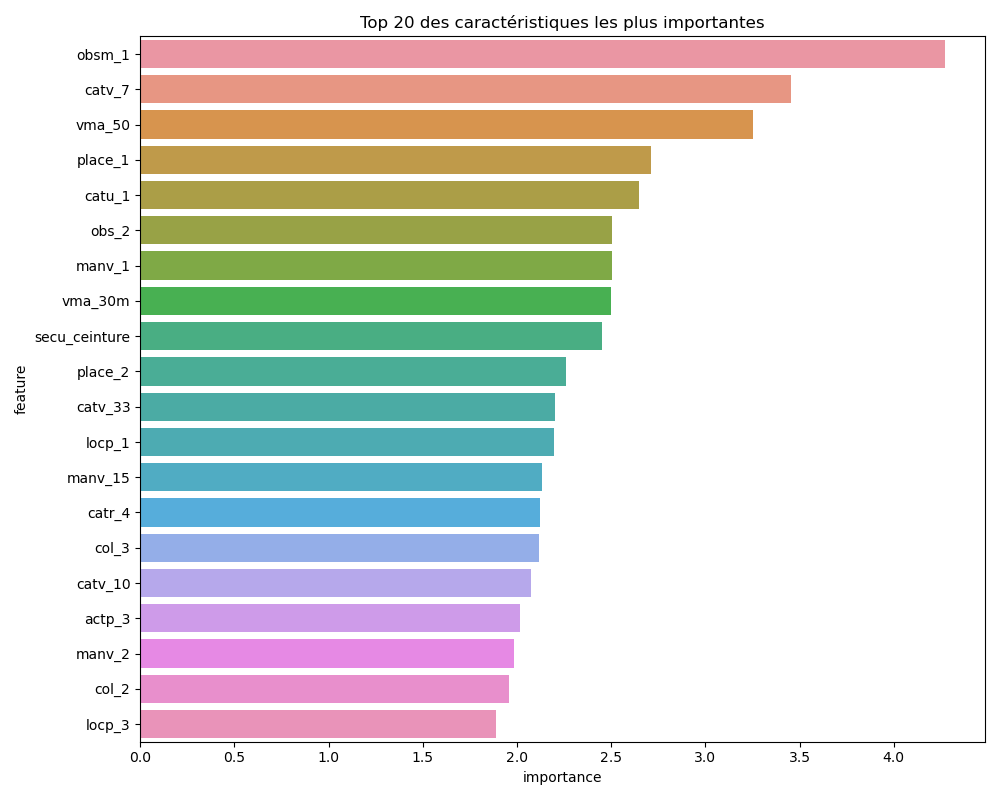 Top 20 des caractéristiques les plus importantes
obsm_1
catv_7
vma_50
place_1
catu_1
obs_2
manv_1
vma_30m
secu_ceinture
place_2
catv_33
locp_1
manv_15
catr_4
col_3
catv_10
actp_3
manv_2
col_2
locp_3
feature
0.0 0.5 1.0 1.5 2.0 2.5 3.0 3.5 4.0
importance